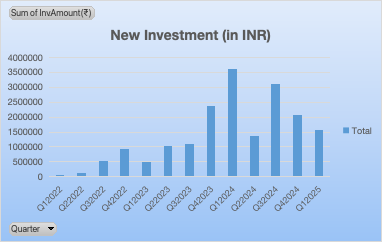 Sum of InvAmount(₹)
New Investment (in INR)
4000000
3500000
3000000
2500000
2000000
1500000
1000000
500000
0
Q12022
Q22022
Q32022
Q42022
Q12023
Q22023
Q32023
Q42023
Q12024
Q22024
Q32024
Q42024
Q12025
Total
Quarter